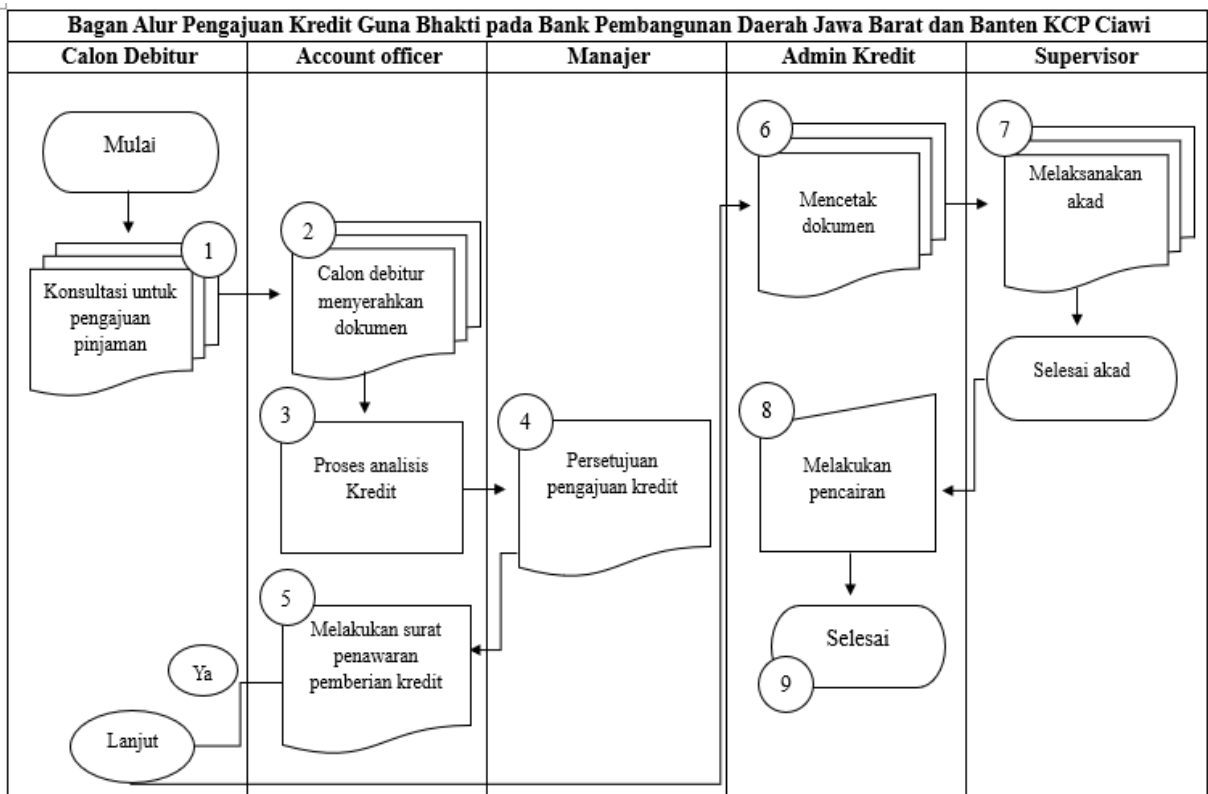 Bagan Alur Pengajuan Kredit Guna Bhakti pada Bank Pembangunan Daerah Jawa Barat dan Banten KCP Ciawi
Calon Debitur
Account officer
Manajer
Admin Kredit
Supervisor
Mulai
1
Konsultasi untuk
pengajuan
pinjaman
2
Calon debitur
menyerahkan
dokumen
3
Proses analisis
Kredit
4
Persetujuan
pengajuan kredit
5
Melakukan surat
penawaran
pemberian kredit
Ya
Lanjut
6
Mencetak
dokumen
7
Melaksanakan
akad
Selesai akad
8
Melakukan
pencairan
Selesai
9